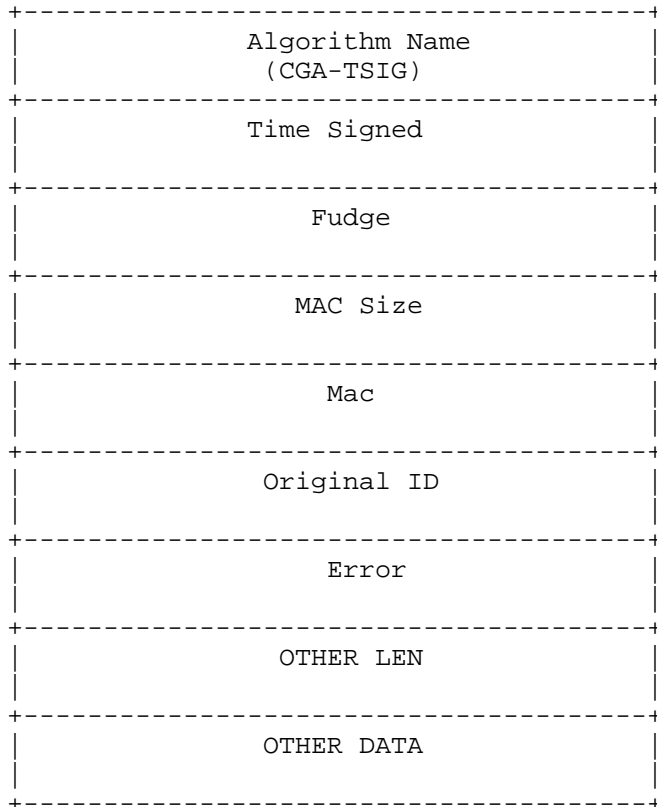 Algorithm Name
(CGA-TSIG)
Time Signed
Fudge
MAC Size
Mac
Original ID
Error
OTHER LEN
OTHER DATA